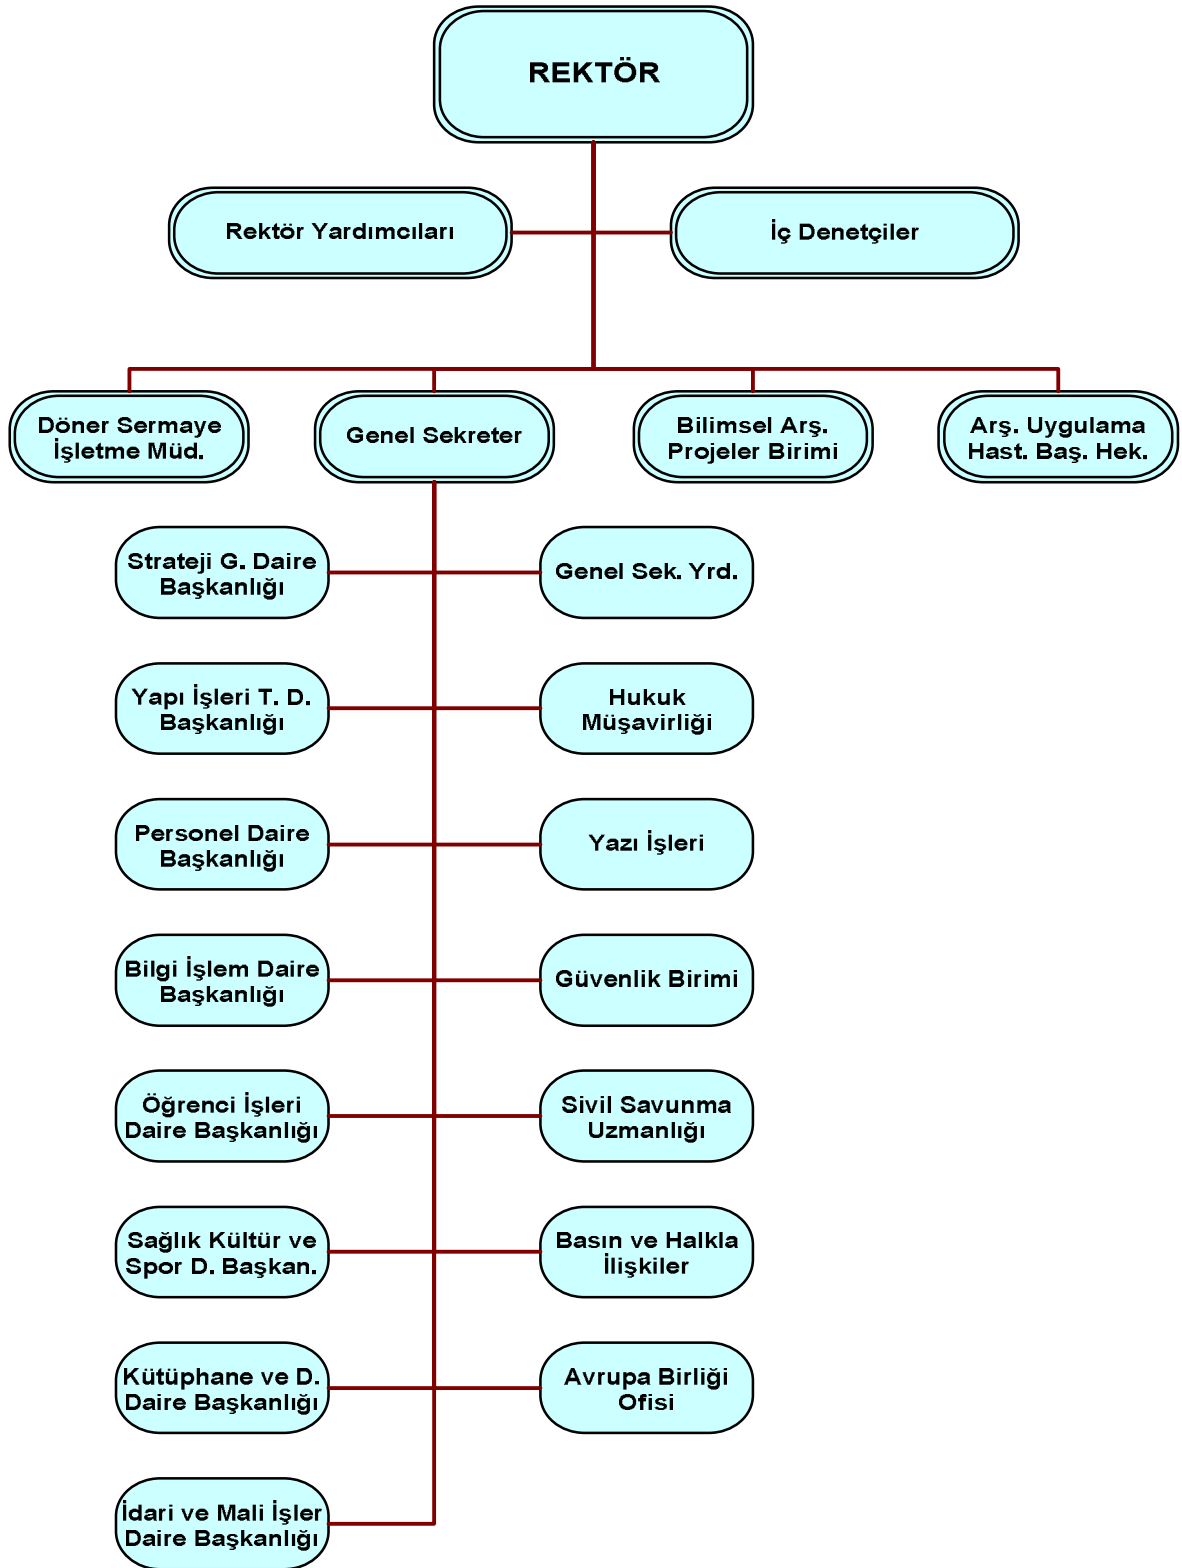 REKTÖR
Rektör Yardımcıları
İç Denetçiler
Döner Sermaye
İşletme Müd.
Genel Sekreter
Bilimsel Arş.
Projeler Birimi
Arş. Uygulama
Hast. Baş. Hek.
Strateji G. Daire
Başkanlığı
Genel Sek. Yrd.
Yapı İşleri T. D.
Başkanlığı
Hukuk
Müşavirliği
Personel Daire
Başkanlığı
Yazı İşleri
Bilgi İşlem Daire
Başkanlığı
Güvenlik Birimi
Öğrenci İşleri
Daire Başkanlığı
Sivil Savunma
Uzmanlığı
Sağlık Kültür ve
Spor D. Başkan.
Basın ve Halkla
İlişkiler
Kütüphane ve D.
Daire Başkanlığı
Avrupa Birliği
Ofisi
İdari ve Mali İşler
Daire Başkanlığı